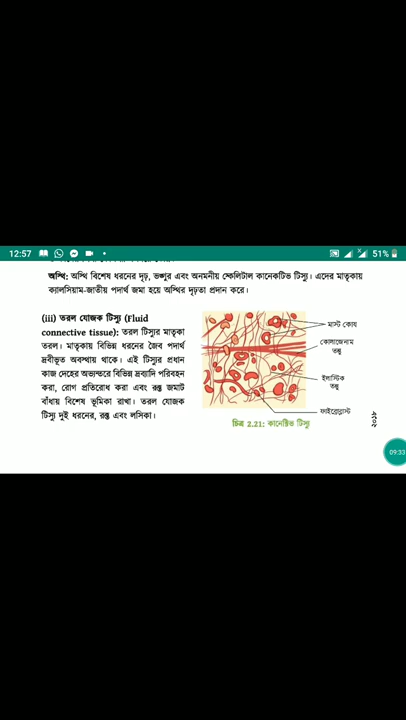 12:57
51%
অস্থি: অস্থি বিশেষ ধরনের দৃঢ়, ভঙ্গুর এবং অনমনীয় স্কেলিটাল কানেকটিভ টিস্যু। এদের মাতৃকায়
ক্যালসিয়াম-জাতীয় পদার্থ জমা হয়ে অস্থির দৃঢ়তা প্রদান করে।
(iii) তরল যোজক টিস্যু (Fluid
connective tissue): তরল টিস্যুর মাতৃকা
তরল। মাতৃকায় বিভিন্ন ধরনের জৈব পদার্থ
দ্রবীভূত অবস্থায় থাকে। এই টিস্যুর প্রধান
কাজ দেহের অভ্যন্তরে বিভিন্ন দ্রব্যাদি পরিবহন
করা, রোগ প্রতিরোধ করা এবং রক্ত জমাট
বাঁধায় বিশেষ ভূমিকা রাখা। তরল যোজক
টিস্যু দুই ধরনের, রক্ত এবং লসিকা।
মাস্ট কোষ
কোলাজেনাম
তন্তু
ইলাস্টিক
তন্তু
ফাইব্রোব্লাস্ট
চিত্র 2.21: কানেক্টিভ টিস্যু
২০১৮
09:33